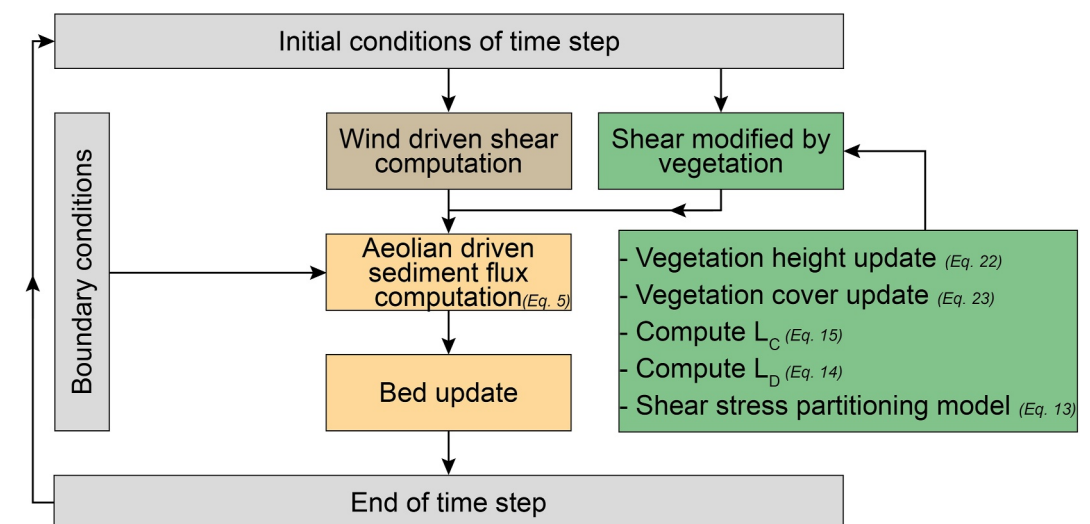 Initial conditions of time step
Boundary conditions
Wind driven shear
computation
Shear modified by
vegetation
Aeolian driven
sediment flux
computation(Eq. 5)
- Vegetation height update (Eq. 22)
- Vegetation cover update (Eq. 23)
- Compute LC (Eq. 15)
- Compute LD (Eq. 14)
- Shear stress partitioning model (Eq. 13)
Bed update
End of time step